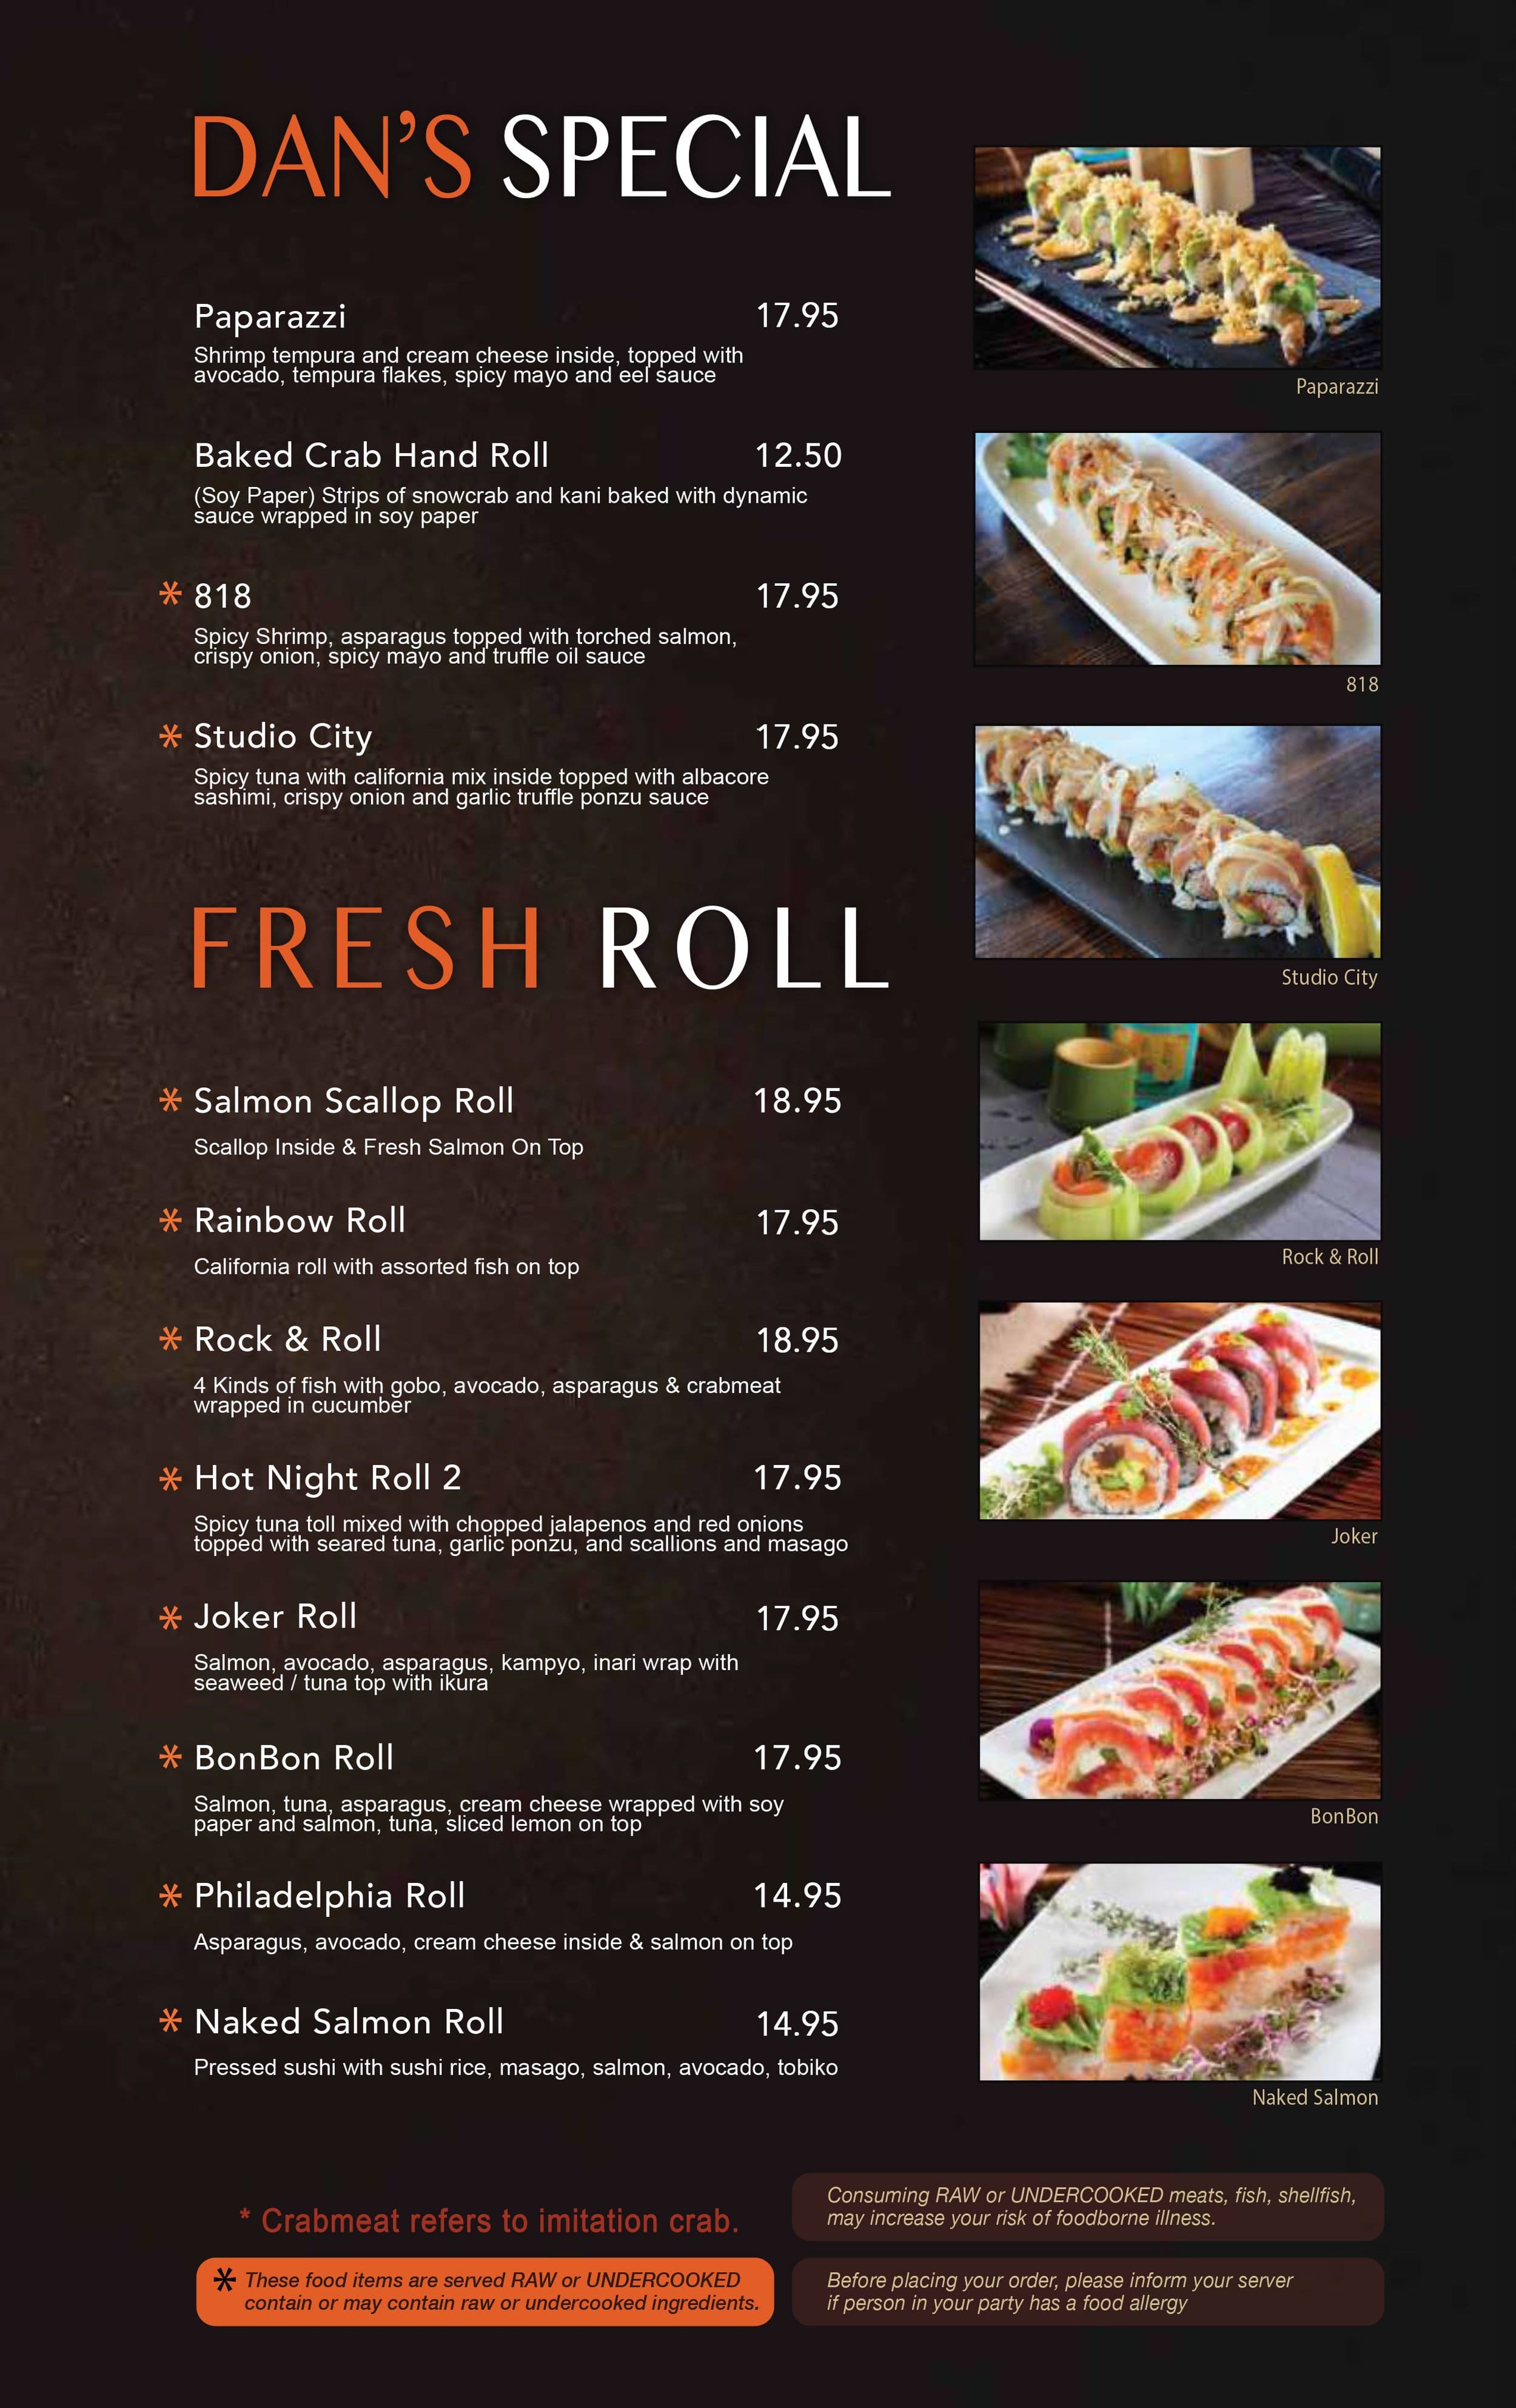 DAN'S SPECIAL
Paparazzi 17.95
Shrimp tempura and cream cheese inside, topped with
avocado, tempura flakes, spicy mayo and eel sauce
Baked Crab Hand Roll 12.50
(Soy Paper) Strips of snowcrab and kani baked with dynamic
sauce wrapped in soy paper
* 818 17.95
Spicy Shrimp, asparagus topped with torched salmon,
crispy onion, spicy mayo and truffle oil sauce
* Studio City 17.95
Spicy tuna with california mix inside topped with albacore
sashimi, crispy onion and garlic truffle ponzu sauce
FRESH ROLL
* Salmon Scallop Roll 18.95
Scallop Inside & Fresh Salmon On Top
* Rainbow Roll 17.95
California roll with assorted fish on top
* Rock & Roll 18.95
4 Kinds of fish with gobo, avocado, asparagus & crabmeat
wrapped in cucumber
* Hot Night Roll 2 17.95
Spicy tuna toll mixed with chopped jalapenos and red onions
topped with seared tuna, garlic ponzu, and scallions and masago
* Joker Roll 17.95
Salmon, avocado, asparagus, kampyo, inari wrap with
seaweed / tuna top with ikura
* BonBon Roll 17.95
Salmon, tuna, asparagus, cream cheese wrapped with soy
paper and salmon, tuna, sliced lemon on top
* Philadelphia Roll 14.95
Asparagus, avocado, cream cheese inside & salmon on top
* Naked Salmon Roll 14.95
Pressed sushi with sushi rice, masago, salmon, avocado, tobiko
Paparazzi
818
Studio City
Rock & Roll
Joker
BonBon
Naked Salmon
* Crabmeat refers to imitation crab.
* These food items are served RAW or UNDERCOOKED
contain or may contain raw or undercooked ingredients.
Consuming RAW or UNDERCOOKED meats, fish, shellfish,
may increase your risk of foodborne illness.
Before placing your order, please inform your server
if person in your party has a food allergy